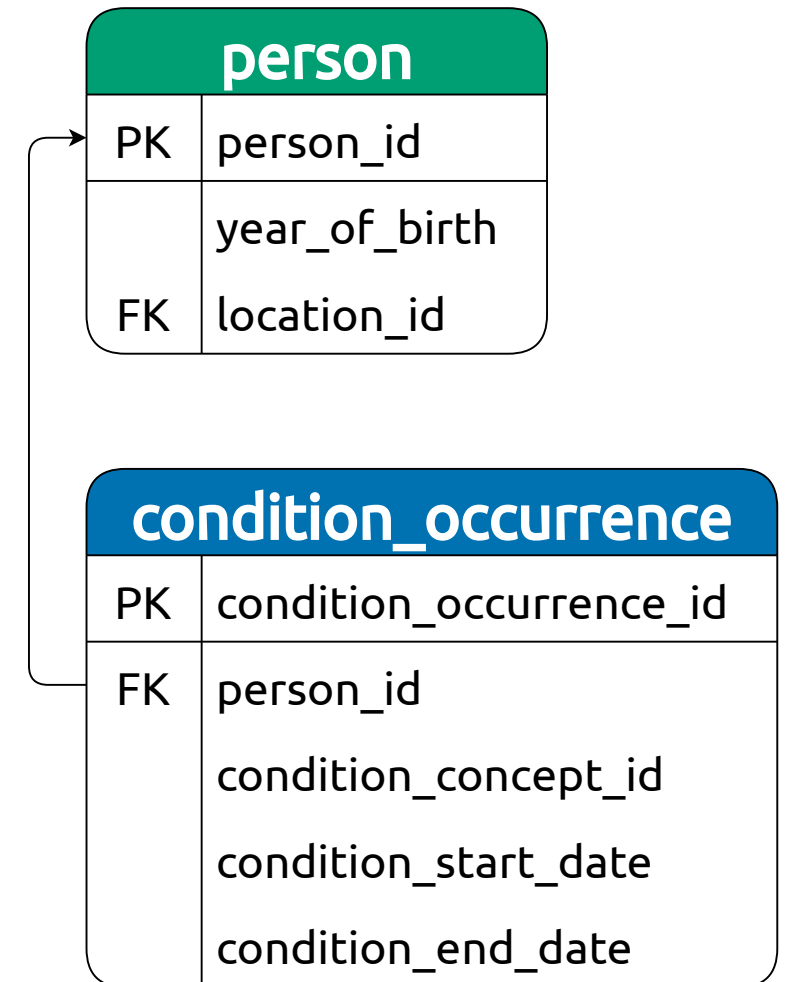 person
PK person_id
year_of_birth
FK location_id
condition_occurrence
PK condition_occurrence_id
FK person_id
condition_concept_id
condition_start_date
condition_end_date